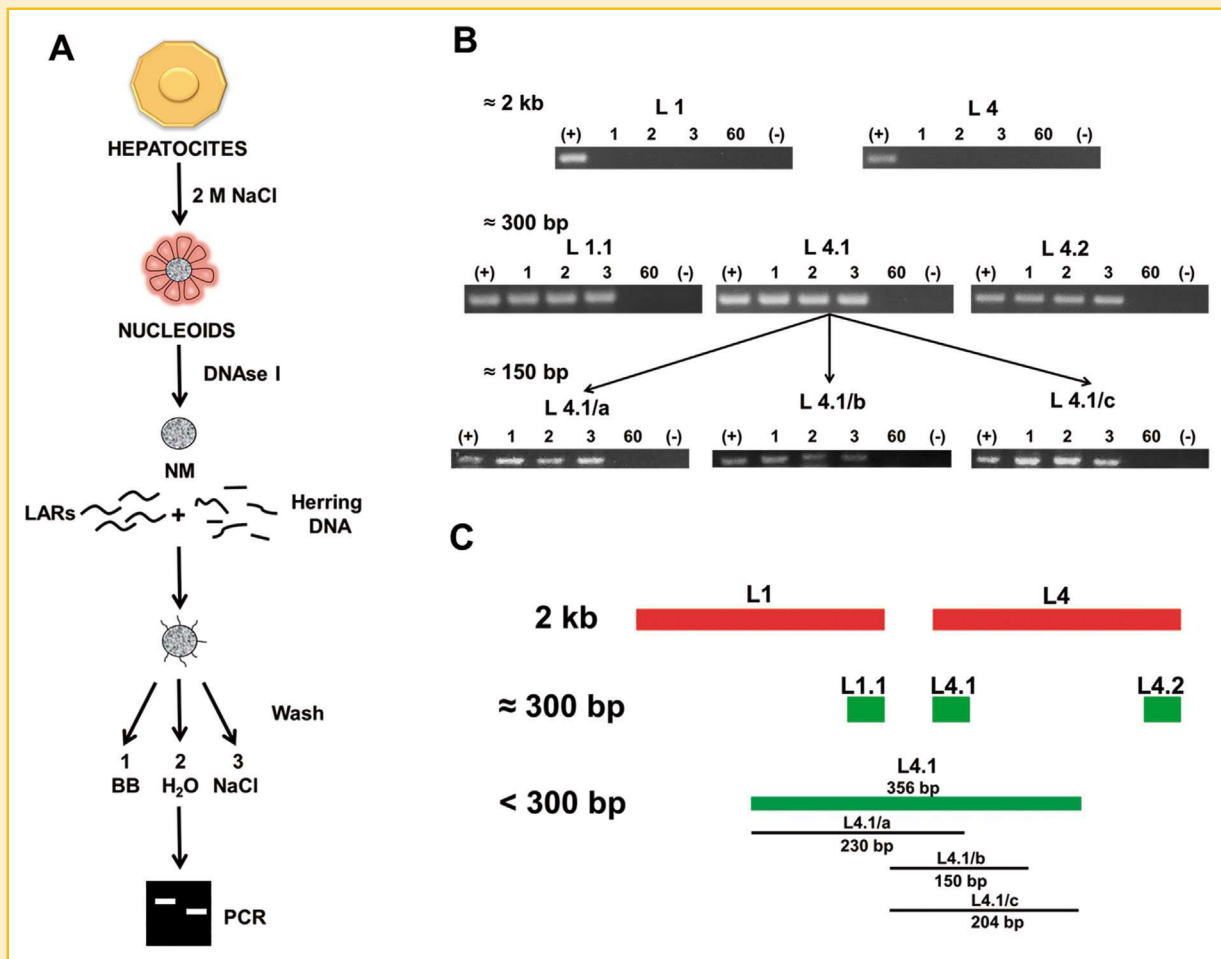 A
HEPATOCITES
2 M NaCl
NUCLEOIDS
DNAse I
NM
LARs
+
Herring
DNA
Wash
1 2 3
BB H₂O NaCl
PCR
B
≈ 2 kb
L 1 L 4
(+) 1 2 3 60 (-) (+) 1 2 3 60 (-)
≈ 300 bp
L 1.1 L 4.1 L 4.2
(+) 1 2 3 60 (-) (+) 1 2 3 60 (-) (+) 1 2 3 60 (-)
≈ 150 bp
L 4.1/a L 4.1/b L 4.1/c
(+) 1 2 3 60 (-) (+) 1 2 3 60 (-) (+) 1 2 3 60 (-)
C
L1 L4
2 kb
L1.1 L4.1 L4.2
≈ 300 bp
L4.1
< 300 bp
356 bp
L4.1/a
230 bp
L4.1/b
150 bp
L4.1/c
204 bp